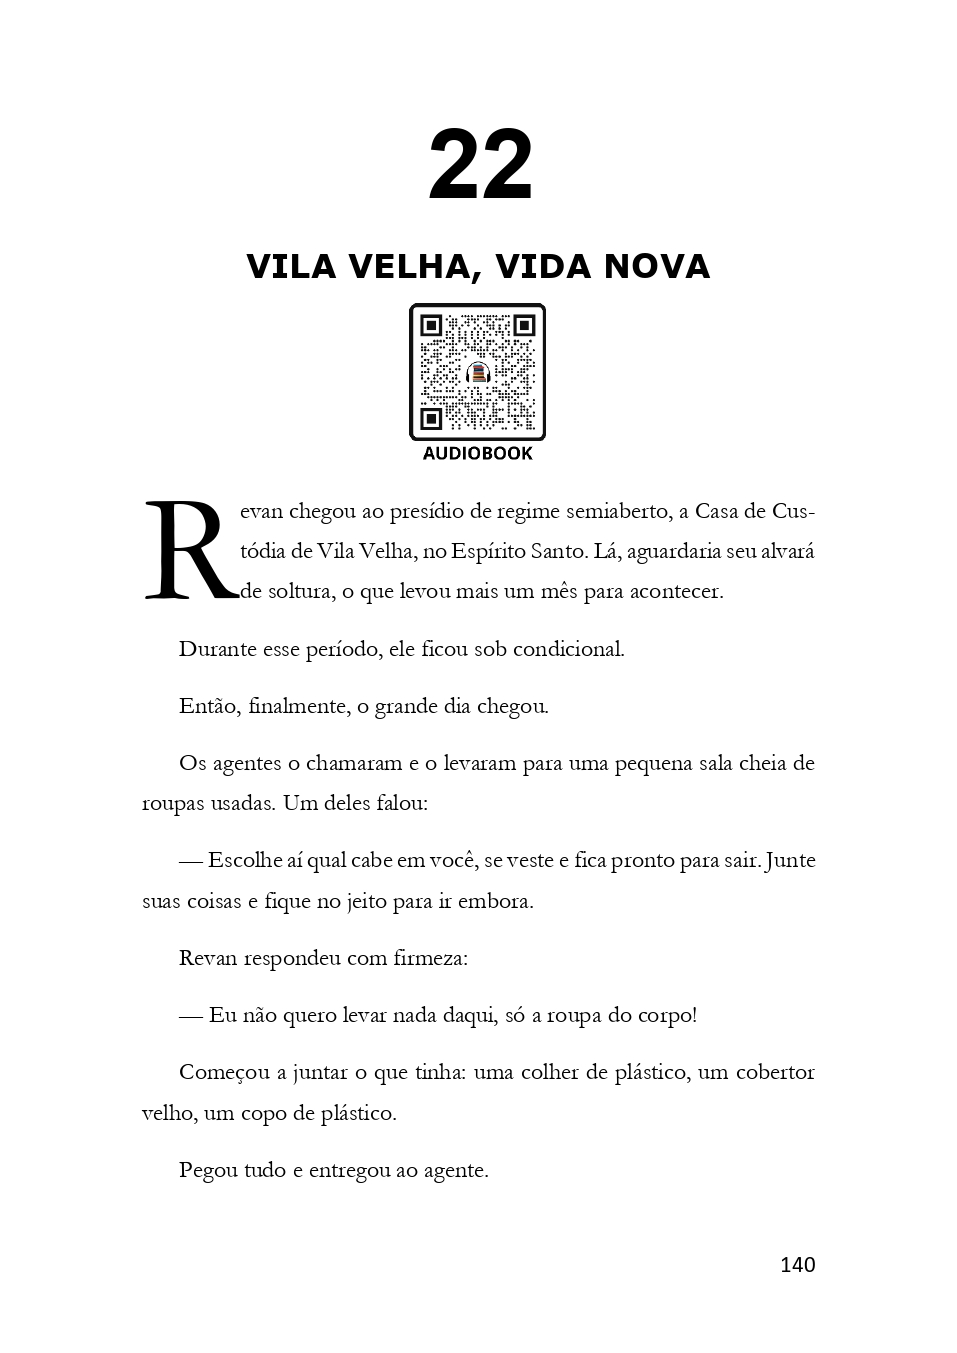 22
VILA VELHA, VIDA NOVA
AUDIOBOOK
Revan chegou ao presídio de regime semiaberto, a Casa de Cus-
tódia de Vila Velha, no Espírito Santo. Lá, aguardaria seu alvará
de soltura, o que levou mais um mês para acontecer.
Durante esse período, ele ficou sob condicional.
Então, finalmente, o grande dia chegou.
Os agentes o chamaram e o levaram para uma pequena sala cheia de
roupas usadas. Um deles falou:
— Escolhe aí qual cabe em você, se veste e fica pronto para sair. Junte
suas coisas e fique no jeito para ir embora.
Revan respondeu com firmeza:
— Eu não quero levar nada daqui, só a roupa do corpo!
Começou a juntar o que tinha: uma colher de plástico, um cobertor
velho, um copo de plástico.
Pegou tudo e entregou ao agente.
140